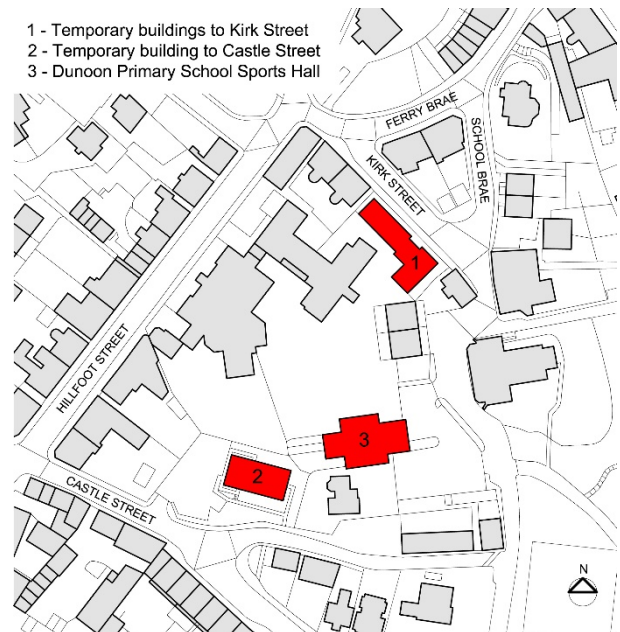 1 - Temporary buildings to Kirk Street
2 - Temporary building to Castle Street
3 - Dunoon Primary School Sports Hall
FERRY BRAE
SCHOOL BRAE
KIRK STREET
1
HILLFOOT STREET
3
2
CASTLE STREET
N